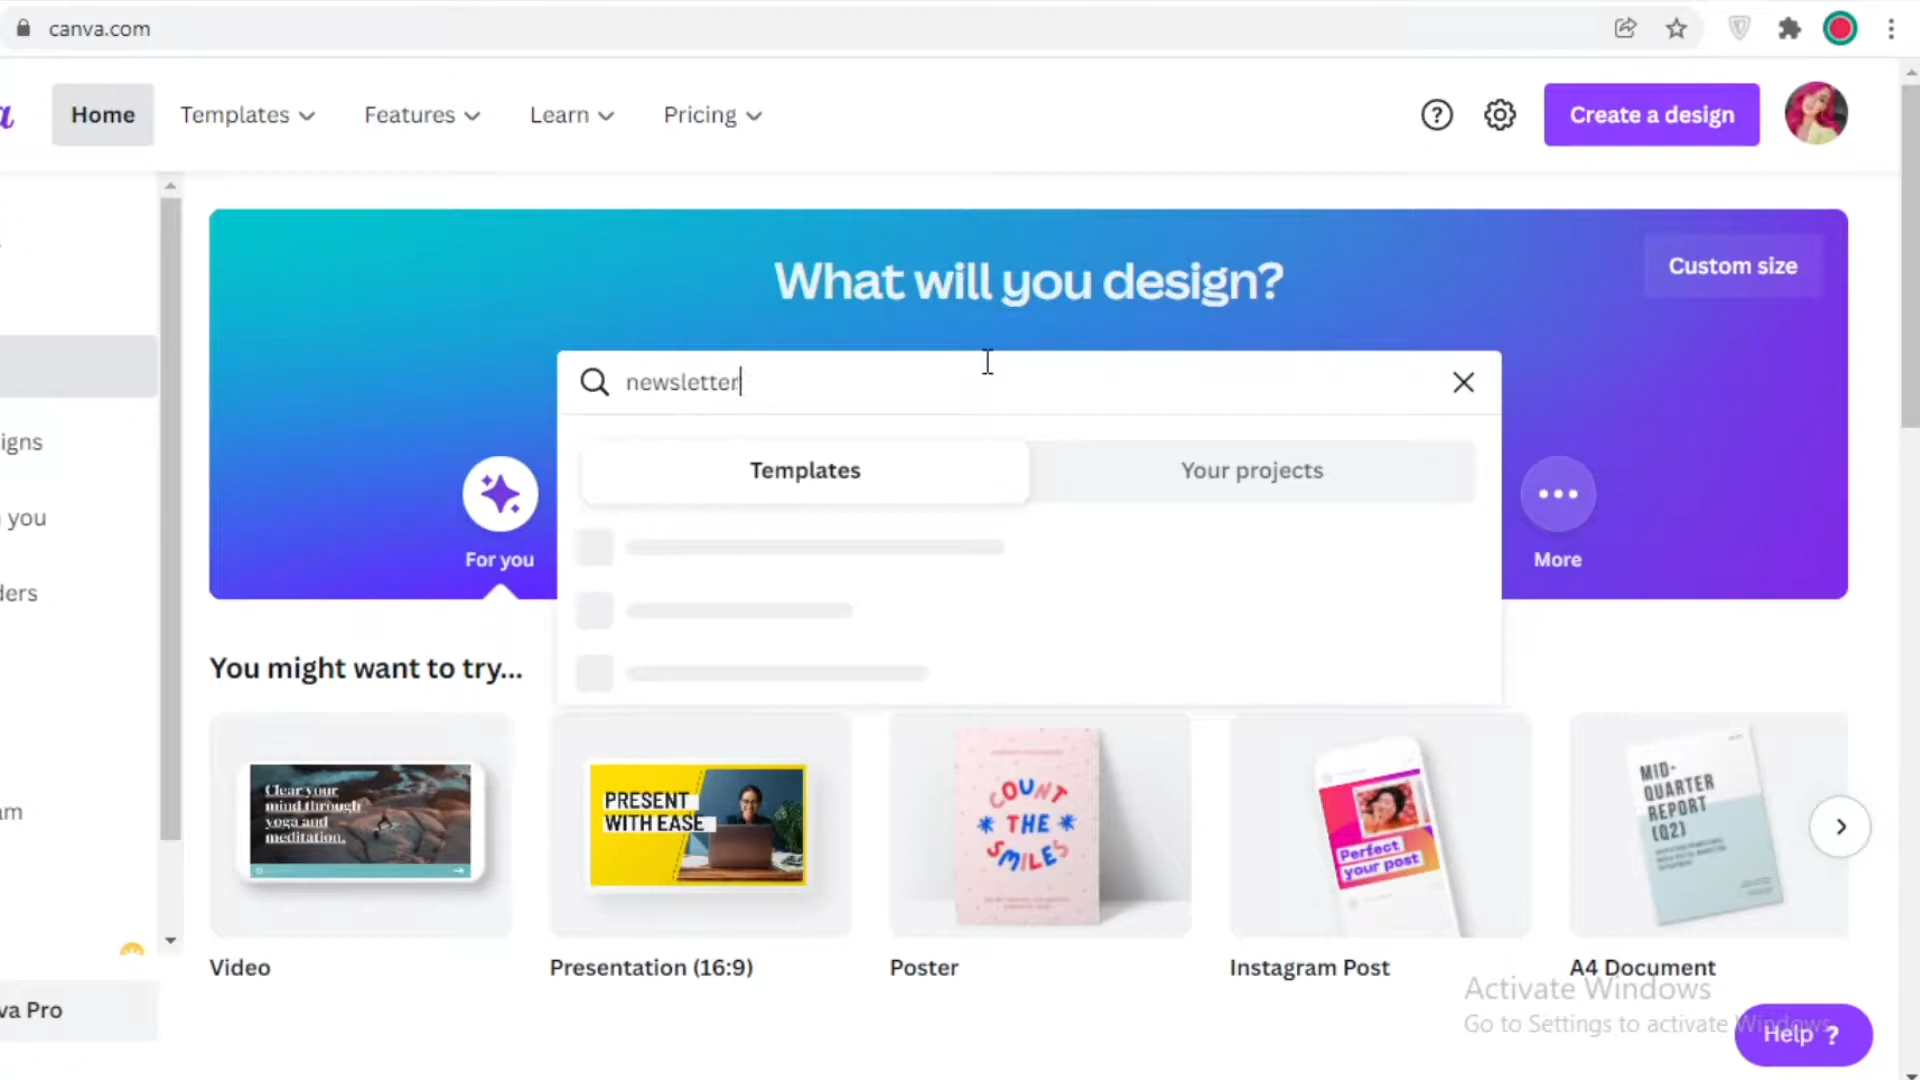 canva.com
a
Home
Templates
Features
Learn
Pricing
Create a design
What will you design?
Custom size
newsletter
Templates
Your projects
igns
you
ders
am
va Pro
For you
More
You might want to try...
Clear your
mind through
yoga and
meditation.
PRESENT
WITH EASE
COUNT
* THE *
SMILES
Perfect
your post
MID-
QUARTER
REPORT
(Q2)
Video
Presentation (16:9)
Poster
Instagram Post
A4 Document
Activate Windows
Go to Settings to activate Windows.
Help ?